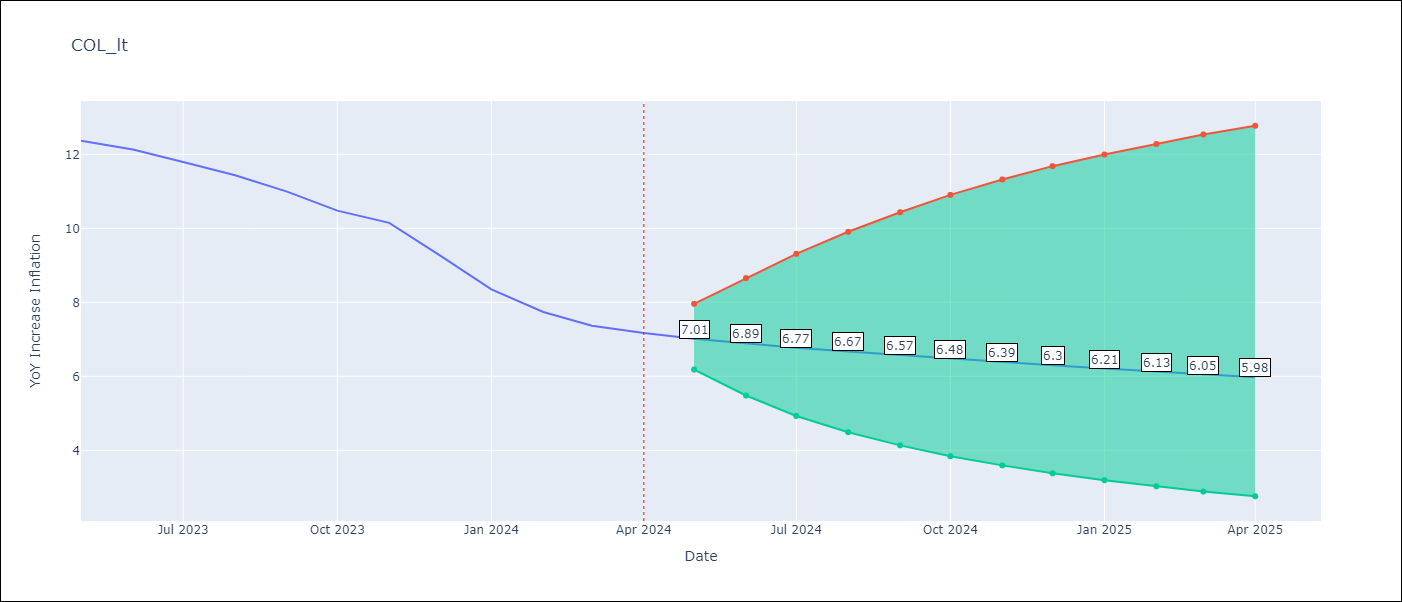 COL_lt
YoY Increase Inflation
12
10
8
6
4
7.01
6.89
6.77
6.67
6.57
6.48
6.39
6.3
6.21
6.13
6.05
5.98
Jul 2023
Oct 2023
Jan 2024
Apr 2024
Jul 2024
Oct 2024
Jan 2025
Apr 2025
Date